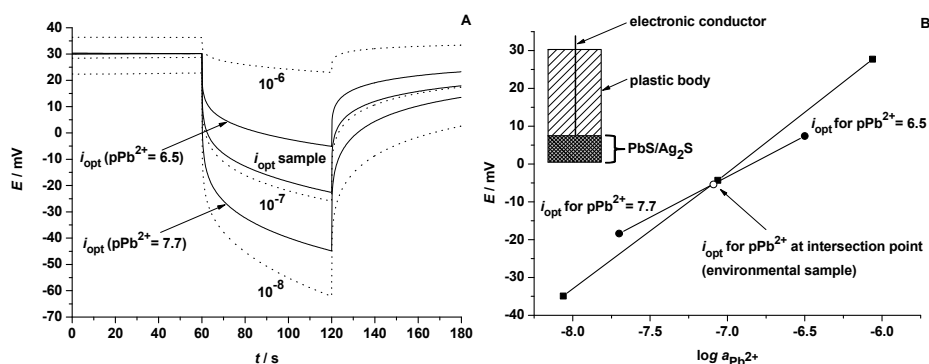 A
40
30
20
10
0
-10
-20
-30
-40
-50
-60
-70
E / mV
0
20
40
60
80
100
120
140
160
180
t / s
10⁻⁶
iopt (pPb²⁺= 6.5)
iopt sample
10⁻⁷
iopt (pPb²⁺= 7.7)
10⁻⁸
B
electronic conductor
plastic body
PbS/Ag₂S
30
20
10
0
-10
-20
-30
-40
E / mV
iopt for pPb²⁺= 6.5
iopt for pPb²⁺= 7.7
iopt for pPb²⁺ at intersection point
(environmental sample)
-8.0
-7.5
-7.0
-6.5
-6.0
log aPb²⁺